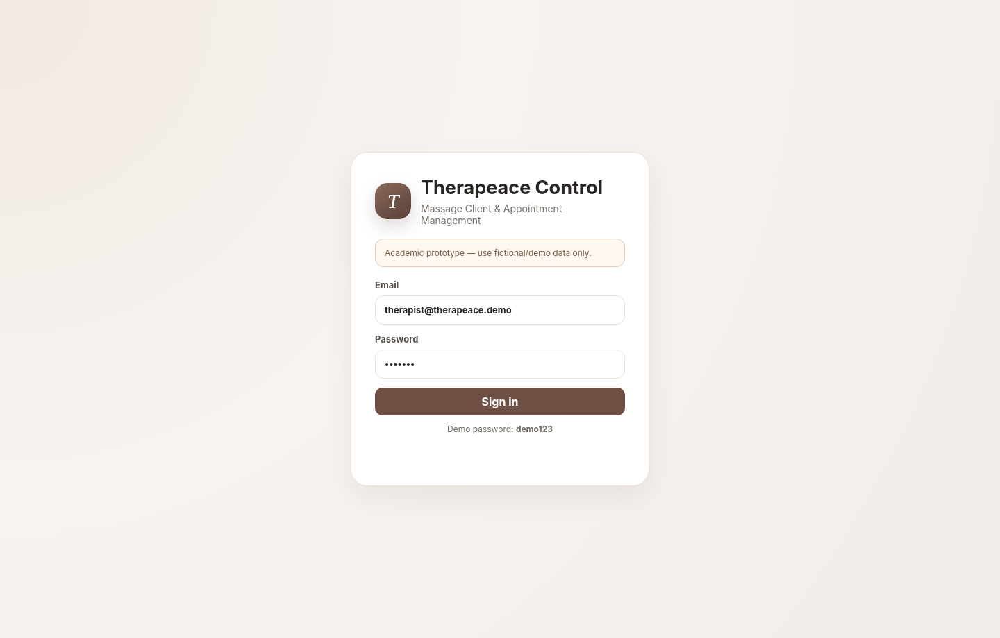 T
Therapeace Control
Massage Client & Appointment
Management
Academic prototype — use fictional/demo data only.
Email
therapist@therapeace.demo
Password
•••••••
Sign in
Demo password: demo123